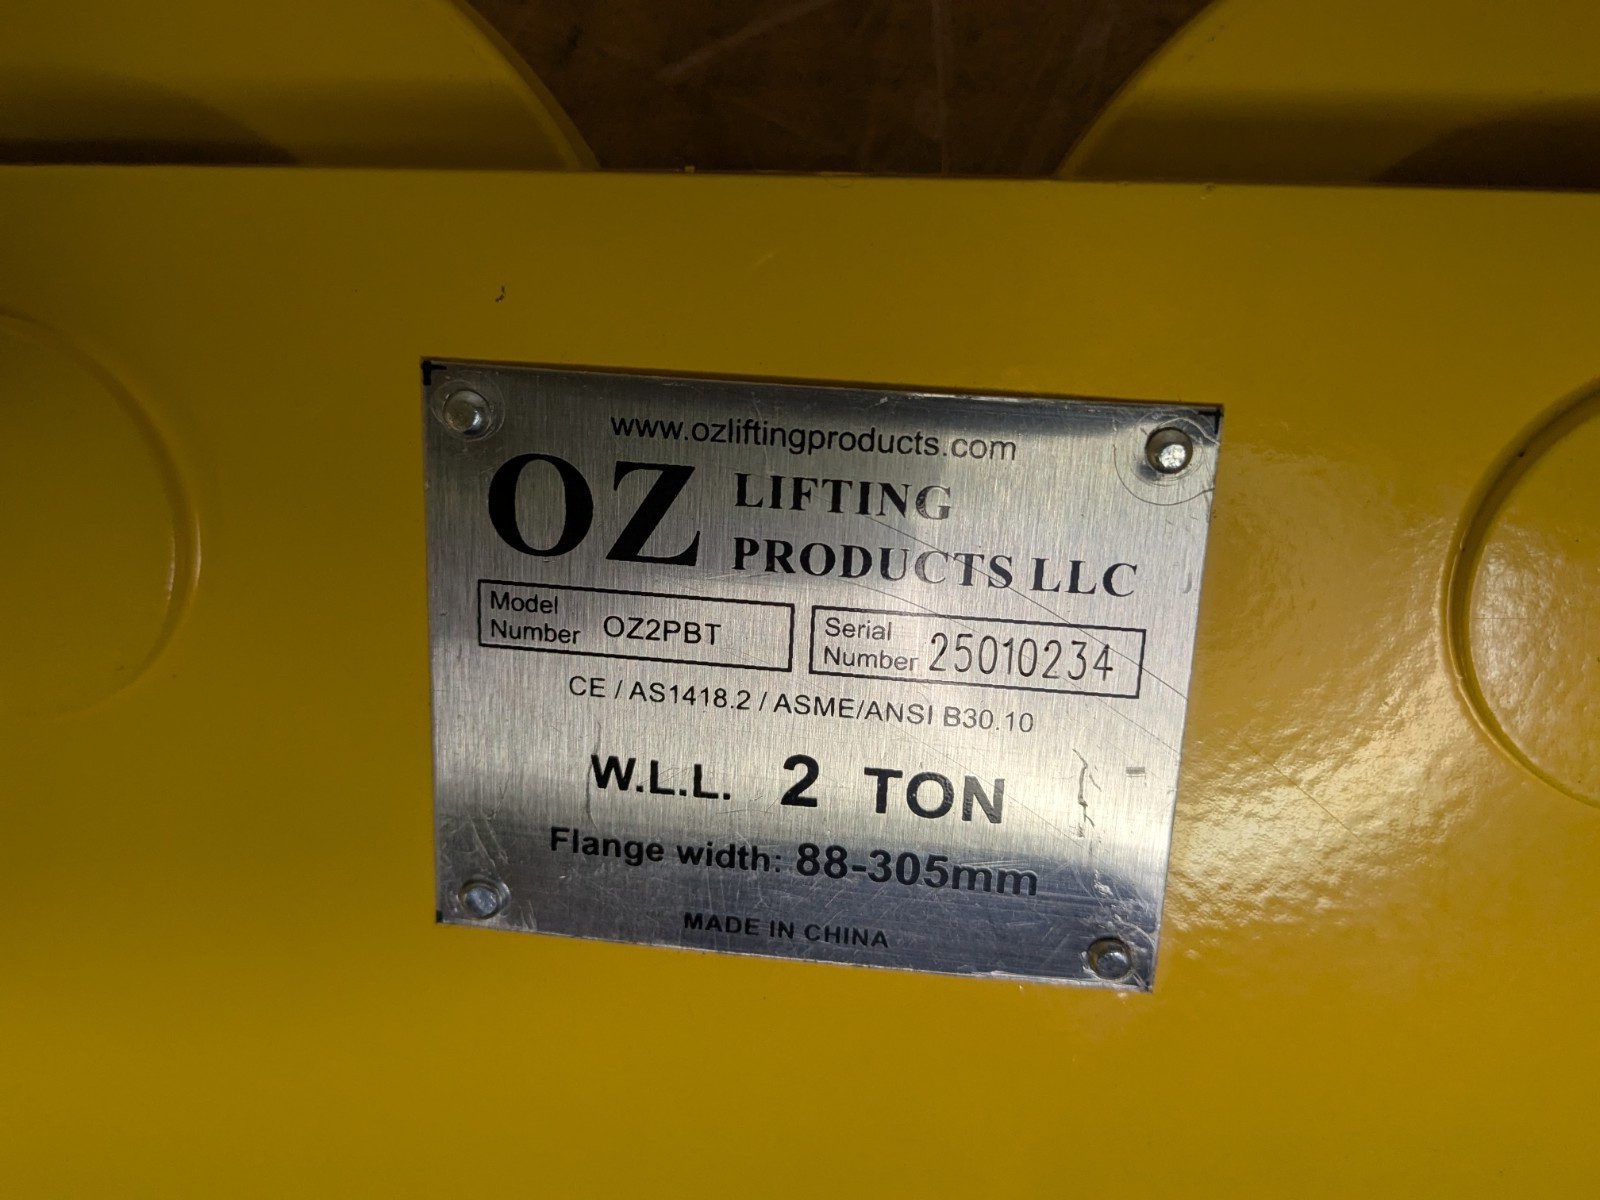 www.ozliftingproducts.com
OZ LIFTING
PRODUCTS LLC
Model
Number OZ2PBT
Serial
Number 25010234
CE / AS1418.2 / ASME/ANSI B30.10
W.L.L. 2 TON
Flange width: 88-305mm
MADE IN CHINA